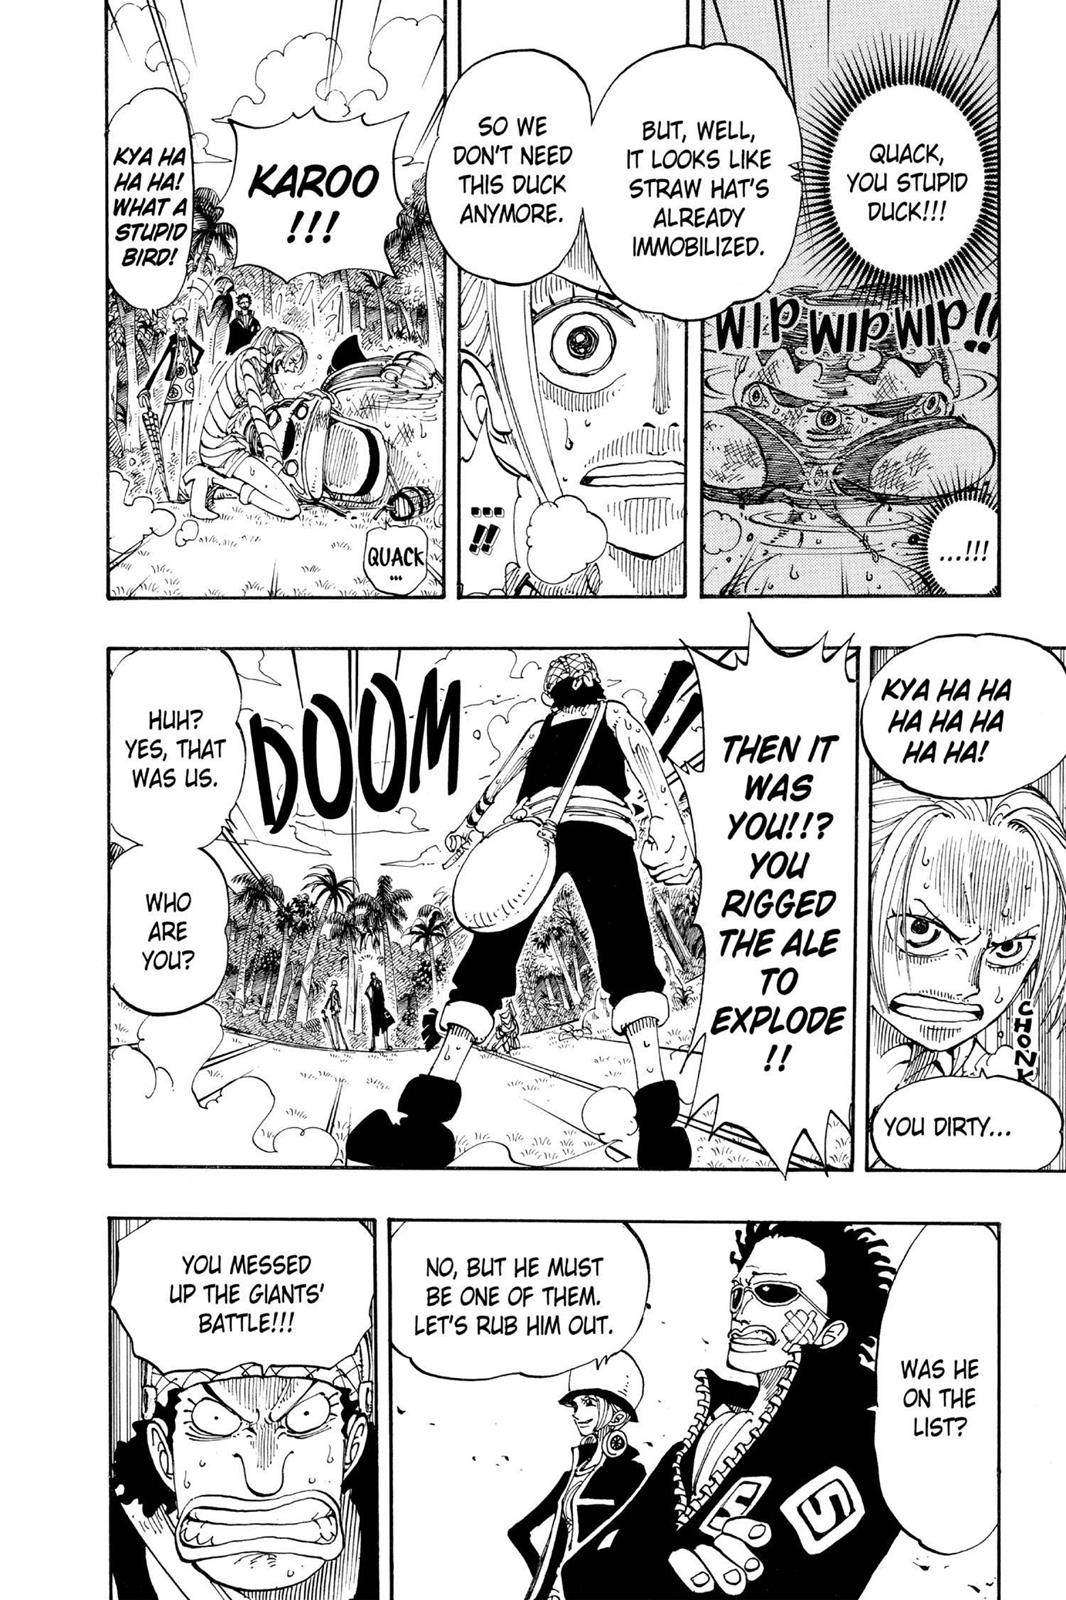 QUACK,
YOU STUPID
DUCK!!!
WIP WIP WIP!!
...!!!
BUT, WELL,
IT LOOKS LIKE
STRAW HAT'S
ALREADY
IMMOBILIZED.
SO WE
DON'T NEED
THIS DUCK
ANYMORE.
...
!!
KAROO
!!!
KYA HA
HA HA!
WHAT A
STUPID
BIRD!
QUACK
...
KYA HA HA
HA HA HA
HA HA!
CHONK
YOU DIRTY...
THEN IT
WAS
YOU!!?
YOU
RIGGED
THE ALE
TO
EXPLODE
!!
DOOM
!!
HUH?
YES, THAT
WAS US.
WHO
ARE
YOU?
WAS HE
ON THE
LIST?
NO, BUT HE MUST
BE ONE OF THEM.
LET'S RUB HIM OUT.
5
5
YOU MESSED
UP THE GIANTS'
BATTLE!!!